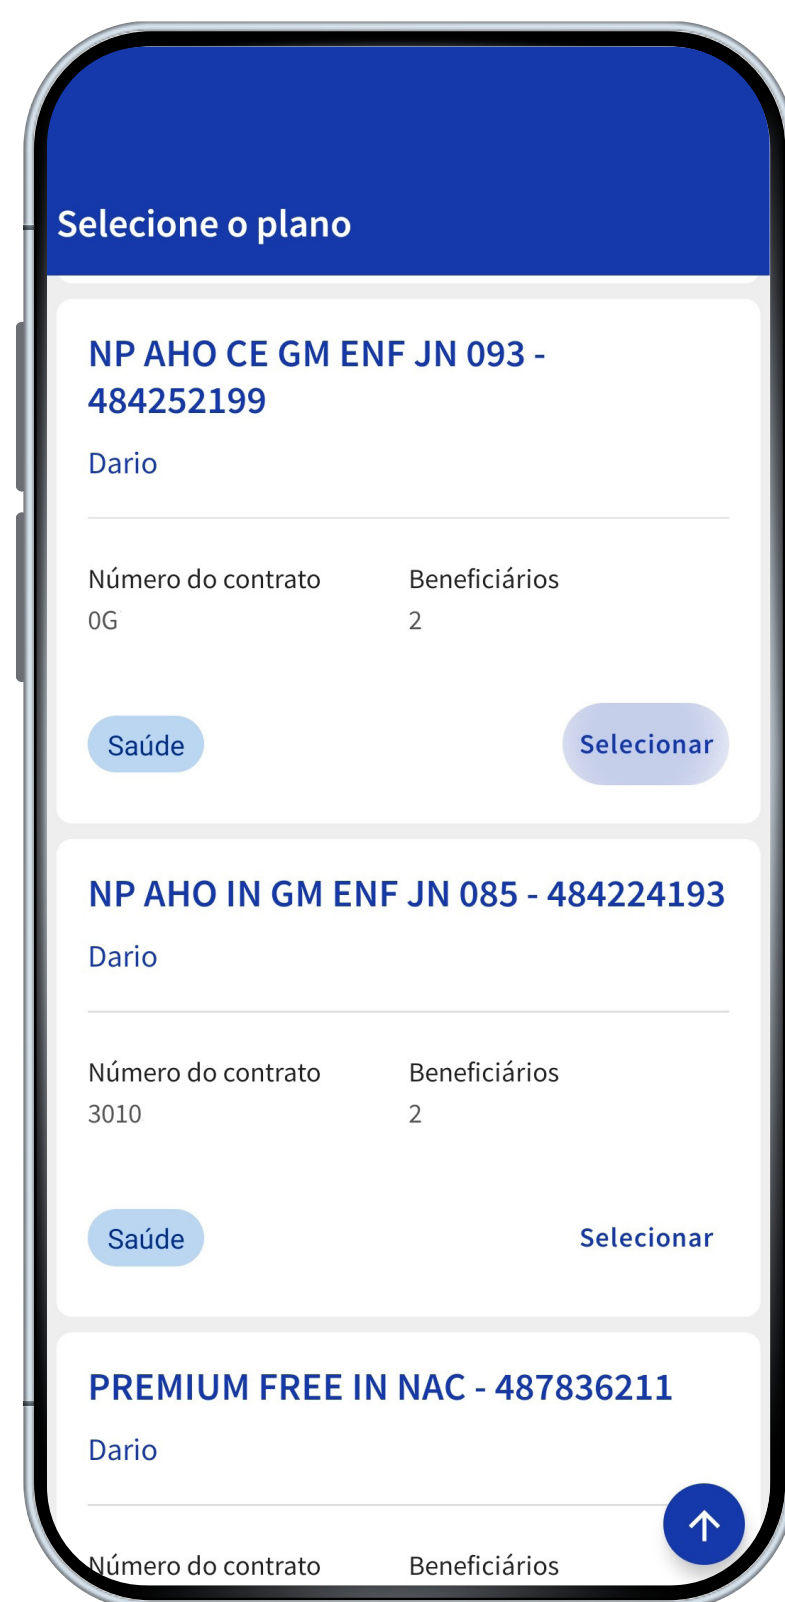 Selecione o plano
NP AHO CE GM ENF JN 093 -
484252199
Dario
Número do contrato
Beneficiários
0G
2
Saúde
Selecionar
NP AHO IN GM ENF JN 085 - 484224193
Dario
Número do contrato
Beneficiários
3010
2
Saúde
Selecionar
PREMIUM FREE IN NAC - 487836211
Dario
Número do contrato
Beneficiários